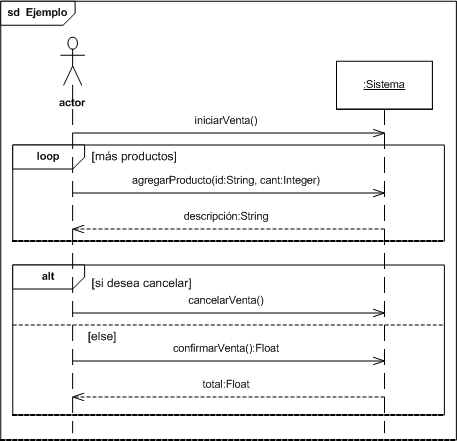 sd Ejemplo
actor
:Sistema
iniciarVenta()
loop
[más productos]
agregarProducto(id:String, cant:Integer)
descripción:String
alt
[si desea cancelar]
cancelarVenta()
[else]
confirmarVenta():Float
total:Float